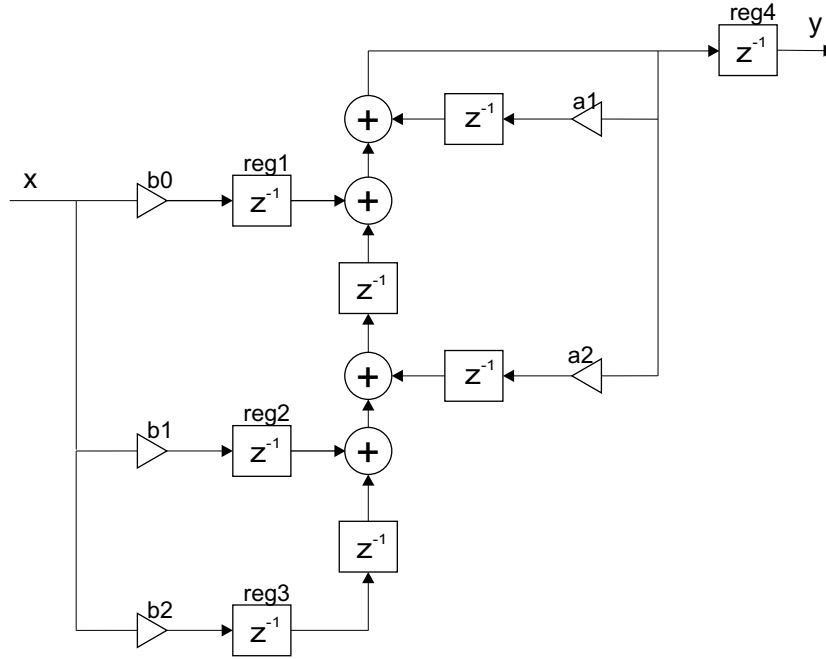 reg4
y
z⁻¹
a1
z⁻¹
+
reg1
x
b0
z⁻¹
+
z⁻¹
a2
z⁻¹
+
reg2
b1
z⁻¹
+
z⁻¹
reg3
b2
z⁻¹